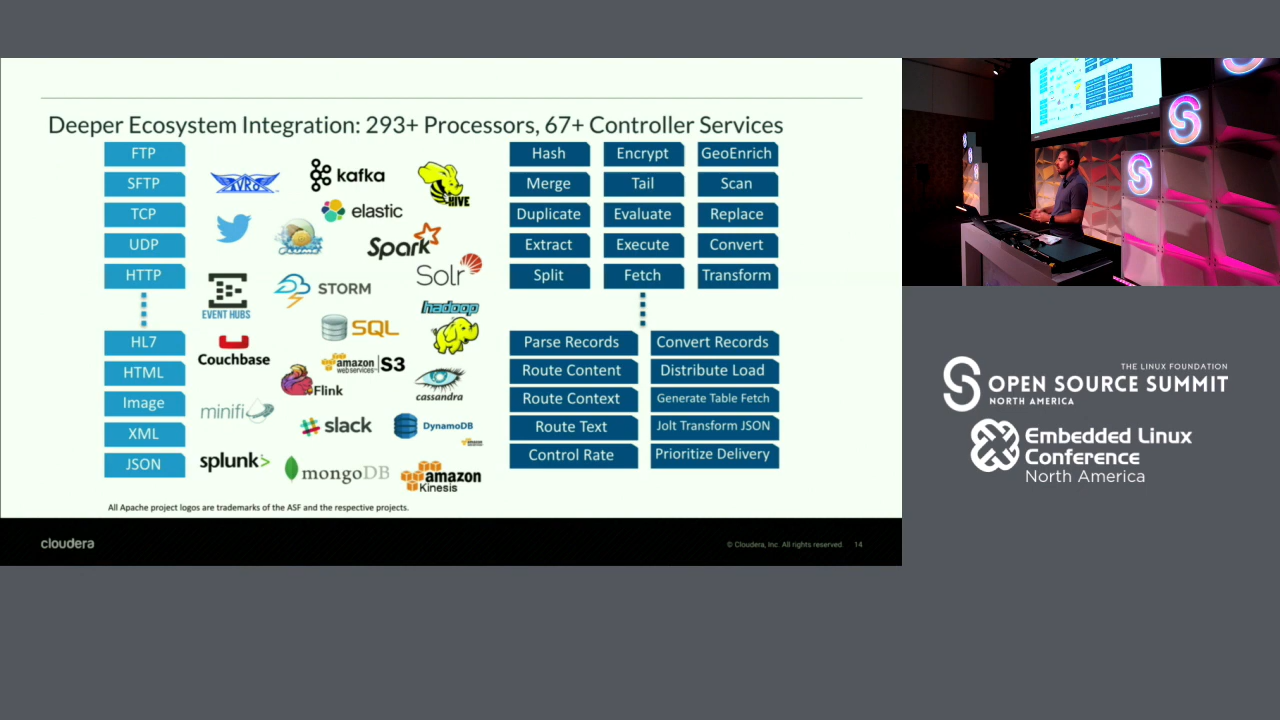 Deeper Ecosystem Integration: 293+ Processors, 67+ Controller Services
FTP
SFTP
TCP
UDP
HTTP
HL7
HTML
Image
XML
JSON
AVRO
kafka
HIVE
elastic
Spark
Solr
EVENT HUBS
STORM
hadoop
SQL
Couchbase
amazon
webservices™
S3
Flink
cassandra
minifi
slack
DynamoDB
splunk>
mongoDB
amazon
Kinesis
Hash Encrypt GeoEnrich
Merge Tail Scan
Duplicate Evaluate Replace
Extract Execute Convert
Split Fetch Transform
Parse Records Convert Records
Route Content Distribute Load
Route Context Generate Table Fetch
Route Text Jolt Transform JSON
Control Rate Prioritize Delivery
All Apache project logos are trademarks of the ASF and the respective projects.
cloudera
© Cloudera, Inc. All rights reserved. 14
THE LINUX FOUNDATION
OPEN SOURCE SUMMIT
NORTH AMERICA
Embedded Linux
Conference
North America